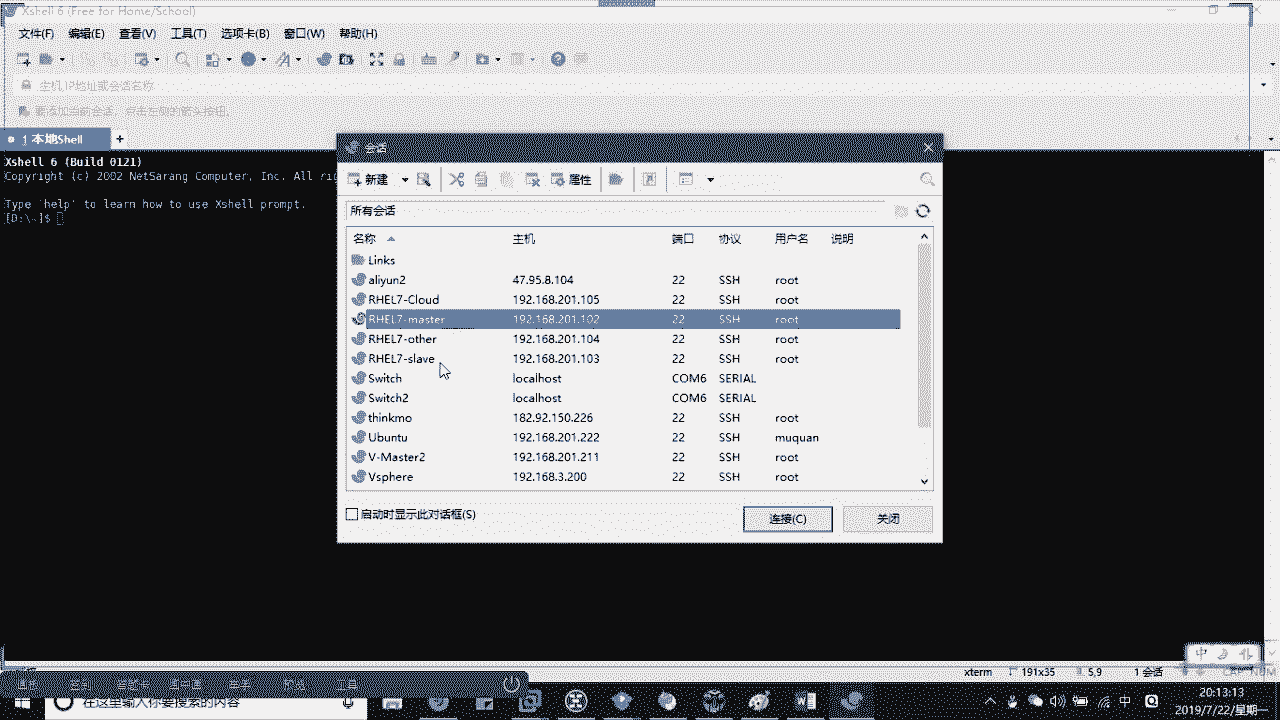 Xshell 6 (Free for Home/School)
文件(F) 编辑(E) 查看(V) 工具(T) 选项卡(B) 窗口(W) 帮助(H)
主机,IP地址或会话名称
要添加当前会话，点击左侧的箭头按钮。
1 本地Shell +
Xshell 6 (Build 0121)
Copyright (c) 2002 NetSarang Computer, Inc. All
Type `help' to learn how to use Xshell prompt.
[D:\..]$
会话
新建 属性
所有会话
名称 主机 端口 协议 用户名 说明
Links
aliyun2 47.95.8.104 22 SSH root
RHEL7-Cloud 192.168.201.105 22 SSH root
RHEL7-master 192.168.201.102 22 SSH root
RHEL7-other 192.168.201.104 22 SSH root
RHEL7-slave 192.168.201.103 22 SSH root
Switch localhost COM6 SERIAL
Switch2 localhost COM6 SERIAL
thinkmo 182.92.150.226 22 SSH root
Ubuntu 192.168.201.222 22 SSH muquan
V-Master2 192.168.201.211 22 SSH root
Vsphere 192.168.3.200 22 SSH root
启动时显示此对话框(S)
连接(C) 关闭
中
xterm 191x35 5,9 1 会话 CAP NUM
在这里输入你要搜索的内容
中
20:13:13
2019/7/22/星期一